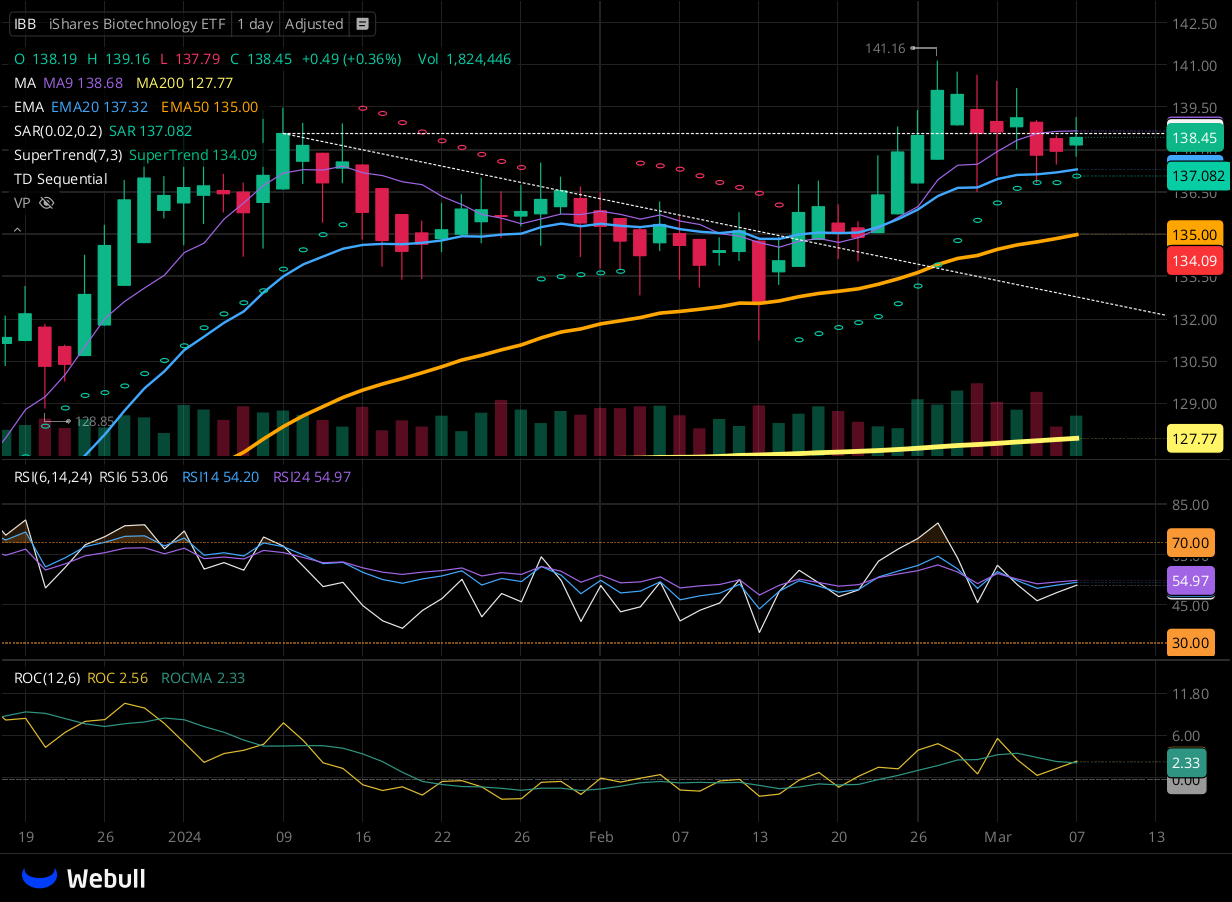 IBB iShares Biotechnology ETF 1 day Adjusted
O 138.19 H 139.16 L 137.79 C 138.45 +0.49 (+0.36%) Vol 1,824,446
MA MA9 138.68 MA200 127.77
EMA EMA20 137.32 EMA50 135.00
SAR(0.02,0.2) SAR 137.082
SuperTrend(7,3) SuperTrend 134.09
TD Sequential
VP
141.16
128.85
142.50
141.00
139.50
138.45
137.082
136.50
135.00
134.09
133.50
132.00
130.50
129.00
127.77
RSI(6,14,24) RSI6 53.06 RSI14 54.20 RSI24 54.97
85.00
70.00
54.97
45.00
30.00
ROC(12,6) ROC 2.56 ROCMA 2.33
11.80
6.00
2.33
0.00
19 26 2024 09 16 22 26 Feb 07 13 20 26 Mar 07 13
Webull